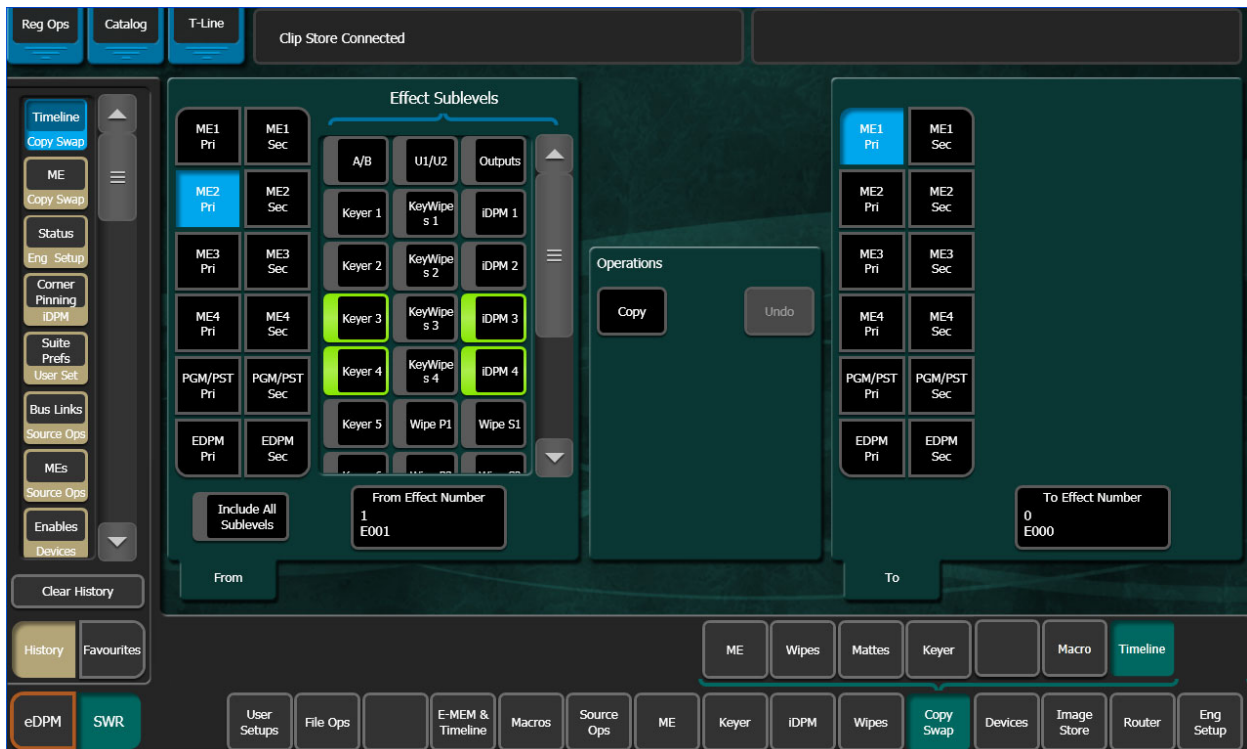 Reg Ops
Catalog
T-Line
Clip Store Connected
Timeline
Copy Swap
ME
Copy Swap
Status
Eng Setup
Corner
Pinning
iDPM
Suite
Prefs
User Set
Bus Links
Source Ops
MEs
Source Ops
Enables
Devices
Clear History
History
Favourites
Effect Sublevels
ME1
Pri
ME1
Sec
ME2
Pri
ME2
Sec
ME3
Pri
ME3
Sec
ME4
Pri
ME4
Sec
PGM/PST
Pri
PGM/PST
Sec
EDPM
Pri
EDPM
Sec
A/B
U1/U2
Outputs
Keyer 1
KeyWipe
s 1
iDPM 1
Keyer 2
KeyWipe
s 2
iDPM 2
Keyer 3
KeyWipe
s 3
iDPM 3
Keyer 4
KeyWipe
s 4
iDPM 4
Keyer 5
Wipe P1
Wipe S1
Include All
Sublevels
From Effect Number
1
E001
From
Operations
Copy
Undo
ME1
Pri
ME1
Sec
ME2
Pri
ME2
Sec
ME3
Pri
ME3
Sec
ME4
Pri
ME4
Sec
PGM/PST
Pri
PGM/PST
Sec
EDPM
Pri
EDPM
Sec
To Effect Number
0
E000
To
ME
Wipes
Mattes
Keyer
Macro
Timeline
eDPM
SWR
User
Setups
File Ops
E-MEM &
Timeline
Macros
Source
Ops
ME
Keyer
iDPM
Wipes
Copy
Swap
Devices
Image
Store
Router
Eng
Setup